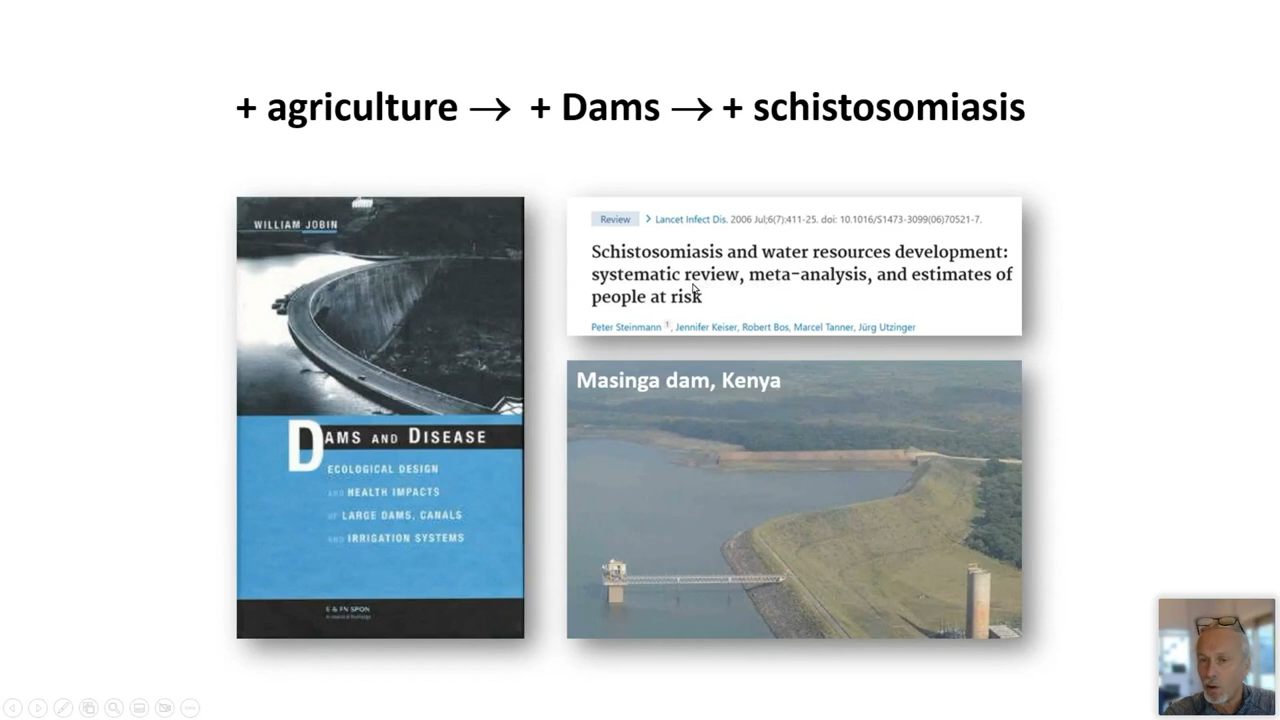 + agriculture → + Dams → + schistosomiasis
WILLIAM JOBIN
DAMS AND DISEASE
ECOLOGICAL DESIGN
AND HEALTH IMPACTS
OF LARGE DAMS, CANALS
AND IRRIGATION SYSTEMS
E & FN SPON
Review > Lancet Infect Dis. 2006 Jul;6(7):411-25. doi: 10.1016/S1473-3099(06)70521-7.
Schistosomiasis and water resources development:
systematic review, meta-analysis, and estimates of
people at risk
Peter Steinmann 1, Jennifer Keiser, Robert Bos, Marcel Tanner, Jürg Utzinger
Masinga dam, Kenya